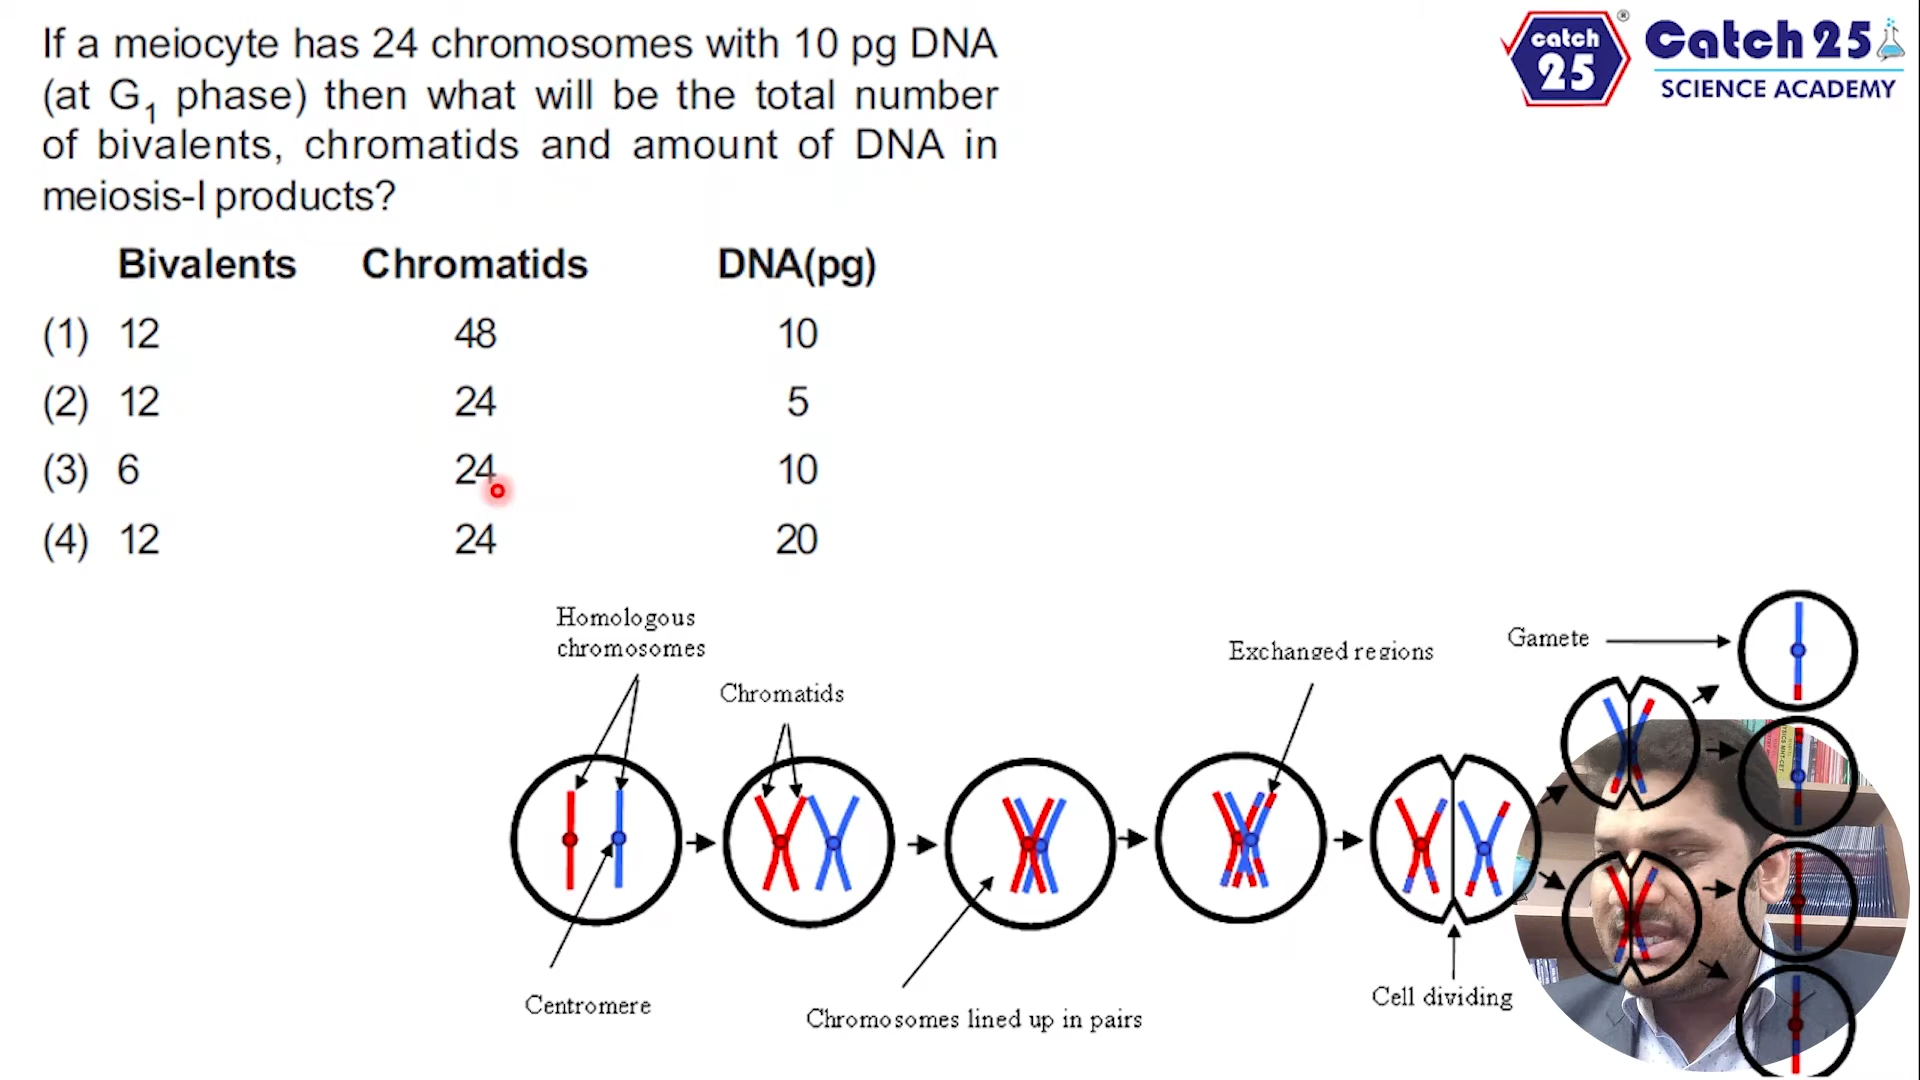 If a meiocyte has 24 chromosomes with 10 pg DNA
(at G1 phase) then what will be the total number
of bivalents, chromatids and amount of DNA in
meiosis-I products?
Bivalents Chromatids DNA(pg)
(1) 12 48 10
(2) 12 24 5
(3) 6 24 10
(4) 12 24 20
catch
25
®
Catch 25
SCIENCE ACADEMY
Homologous
chromosomes
Chromatids
Exchanged regions
Gamete
Centromere
Chromosomes lined up in pairs
Cell dividing